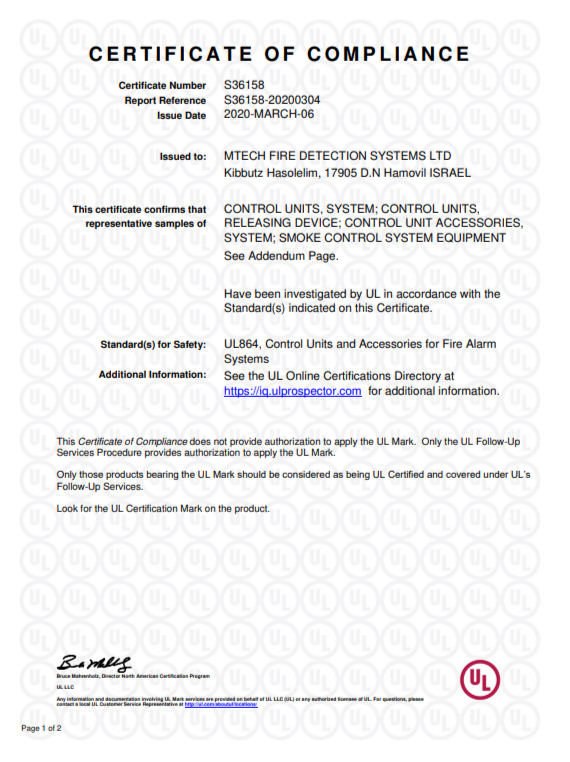 CERTIFICATE OF COMPLIANCE
Certificate Number S36158
Report Reference S36158-20200304
Issue Date 2020-MARCH-06
Issued to: MTECH FIRE DETECTION SYSTEMS LTD
Kibbutz Hasolelim, 17905 D.N Hamovil ISRAEL
This certificate confirms that CONTROL UNITS, SYSTEM; CONTROL UNITS,
representative samples of RELEASING DEVICE; CONTROL UNIT ACCESSORIES,
SYSTEM; SMOKE CONTROL SYSTEM EQUIPMENT
See Addendum Page.
Have been investigated by UL in accordance with the
Standard(s) indicated on this Certificate.
Standard(s) for Safety: UL864, Control Units and Accessories for Fire Alarm
Systems
Additional Information: See the UL Online Certifications Directory at
https://iq.ulprospector.com for additional information.
This Certificate of Compliance does not provide authorization to apply the UL Mark. Only the UL Follow-Up
Services Procedure provides authorization to apply the UL Mark.
Only those products bearing the UL Mark should be considered as being UL Certified and covered under UL's
Follow-Up Services.
Look for the UL Certification Mark on the product.
Bruce Mahrenholz, Director North American Certification Program
UL LLC
Any information and documentation involving UL Mark services are provided on behalf of UL LLC (UL) or any authorized licensee of UL. For questions, please
contact a local UL Customer Service Representative at http://ul.com/aboutul/locations/
UL
Page 1 of 2